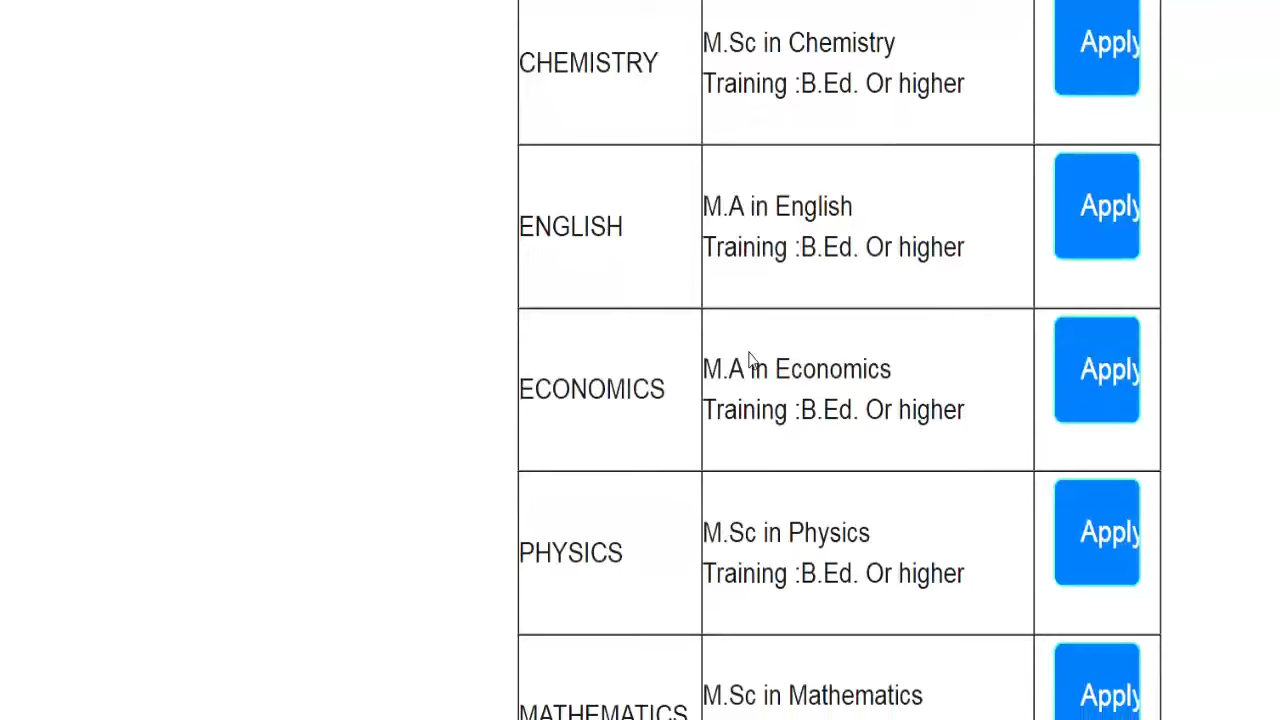 CHEMISTRY
M.Sc in Chemistry
Training :B.Ed. Or higher
Apply
ENGLISH
M.A in English
Training :B.Ed. Or higher
Apply
ECONOMICS
M.A in Economics
Training :B.Ed. Or higher
Apply
PHYSICS
M.Sc in Physics
Training :B.Ed. Or higher
Apply
MATHEMATICS
M.Sc in Mathematics
Apply